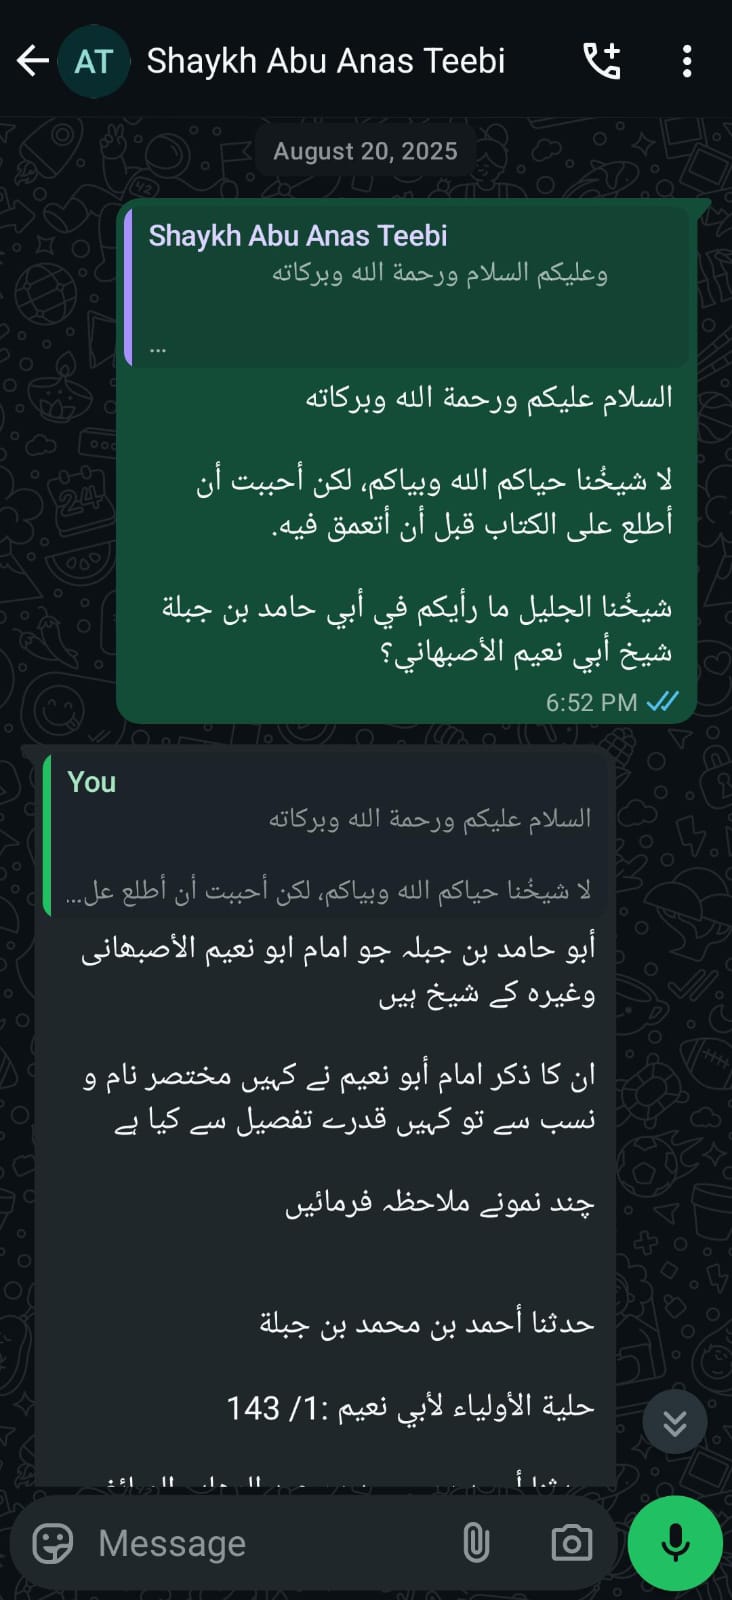 AT
Shaykh Abu Anas Teebi
August 20, 2025
Shaykh Abu Anas Teebi
وعليكم السلام ورحمة الله وبركاته
...
السلام عليكم ورحمة الله وبركاته
لا شيخُنا حياكم الله وبياكم، لكن أحببت أن
أطلع على الكتاب قبل أن أتعمق فيه.
شيخُنا الجليل ما رأيكم في أبي حامد بن جبلة
شيخ أبي نعيم الأصبهاني؟
6:52 PM
You
السلام عليكم ورحمة الله وبركاته
لا شيخُنا حياكم الله وبياكم، لكن أحببت أن أطلع عل...
أبو حامد بن جبلہ جو امام ابو نعیم الأصبھانی
وغیرہ کے شیخ ہیں
ان کا ذکر امام أبو نعیم نے کہیں مختصر نام و
نسب سے تو کہیں قدرے تفصیل سے کیا ہے
چند نمونے ملاحظہ فرمائیں
حدثنا أحمد بن محمد بن جبلة
حلية الأولياء لأبي نعيم :1/ 143
Message